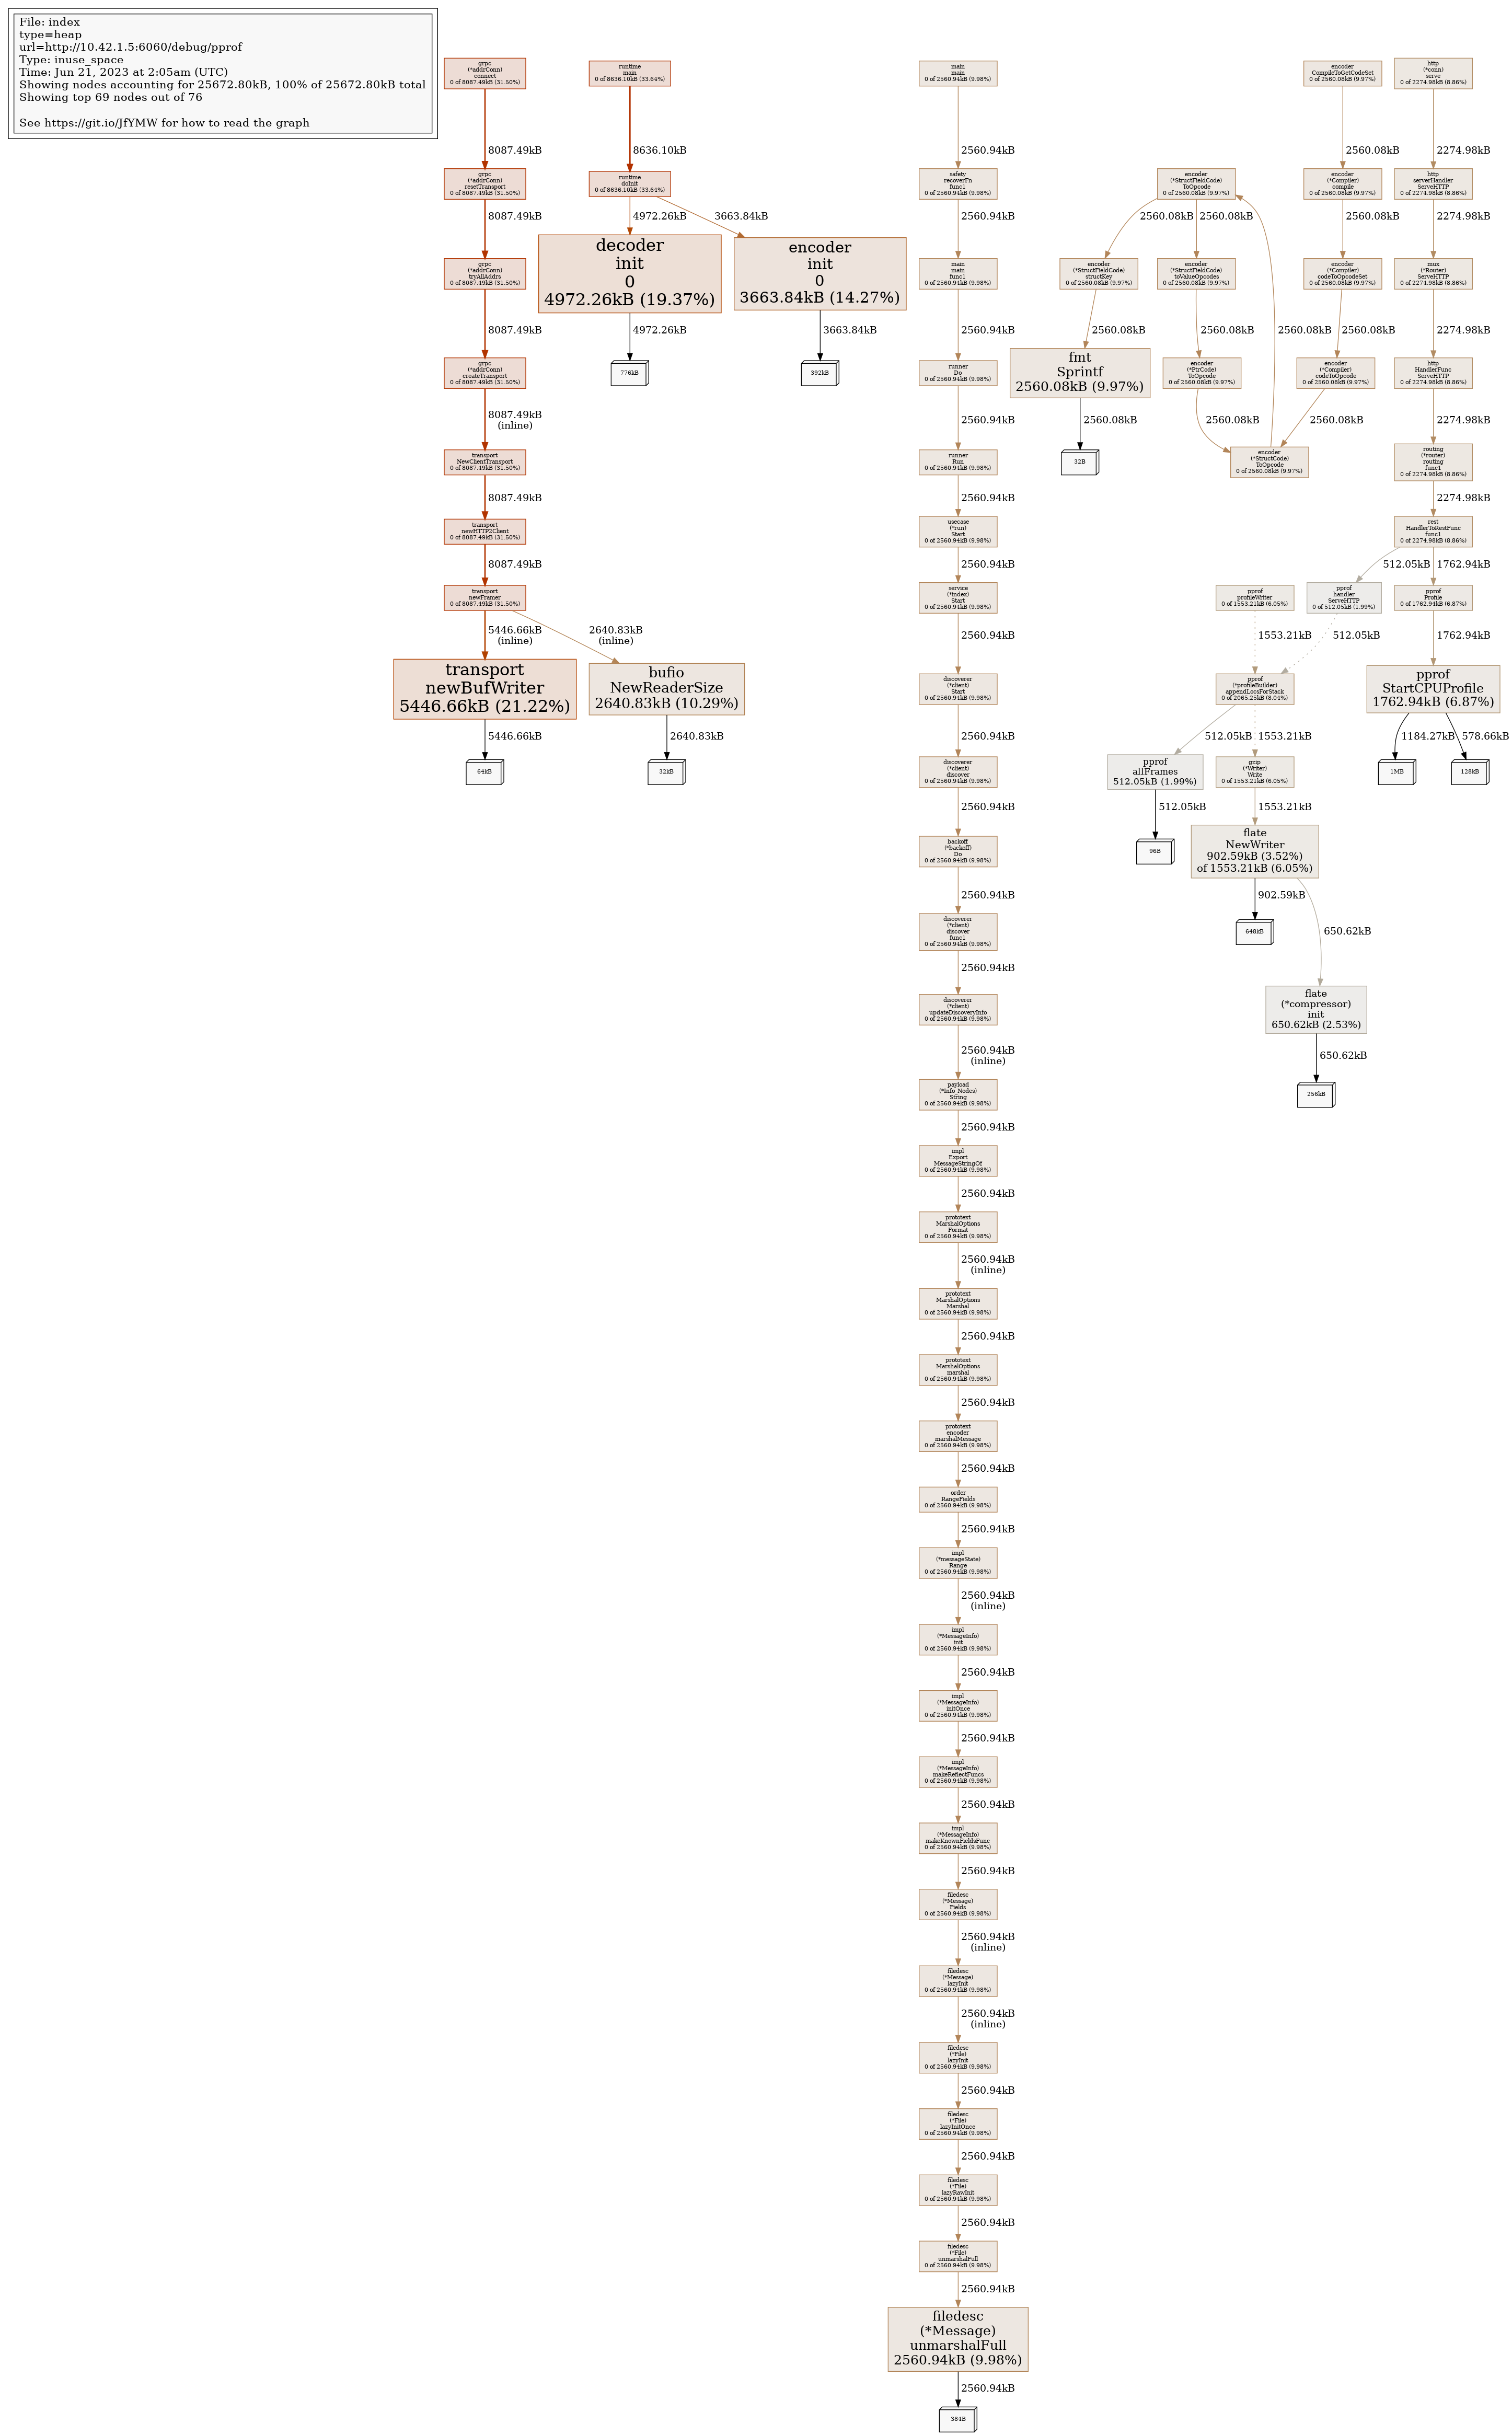 File: index
type=heap
url=http://10.42.1.5:6060/debug/pprof
Type: inuse_space
Time: Jun 21, 2023 at 2:05am (UTC)
Showing nodes accounting for 25672.80kB, 100% of 25672.80kB total
Showing top 69 nodes out of 76
See https://git.io/JfYMW for how to read the graph
grpc
(*addrConn)
connect
0 of 8087.49kB (31.50%)
8087.49kB
grpc
(*addrConn)
resetTransport
0 of 8087.49kB (31.50%)
8087.49kB
grpc
(*addrConn)
tryAllAddrs
0 of 8087.49kB (31.50%)
8087.49kB
grpc
(*addrConn)
createTransport
0 of 8087.49kB (31.50%)
8087.49kB
(inline)
transport
NewClientTransport
0 of 8087.49kB (31.50%)
8087.49kB
transport
newHTTP2Client
0 of 8087.49kB (31.50%)
8087.49kB
transport
newFramer
0 of 8087.49kB (31.50%)
5446.66kB
(inline)
2640.83kB
(inline)
transport
newBufWriter
5446.66kB (21.22%)
5446.66kB
64kB
bufio
NewReaderSize
2640.83kB (10.29%)
2640.83kB
32kB
runtime
main
0 of 8636.10kB (33.64%)
8636.10kB
runtime
doInit
0 of 8636.10kB (33.64%)
4972.26kB
3663.84kB
decoder
init
0
4972.26kB (19.37%)
4972.26kB
776kB
encoder
init
0
3663.84kB (14.27%)
3663.84kB
392kB
main
main
0 of 2560.94kB (9.98%)
2560.94kB
safety
recoverFn
func1
0 of 2560.94kB (9.98%)
2560.94kB
main
main
func1
0 of 2560.94kB (9.98%)
2560.94kB
runner
Do
0 of 2560.94kB (9.98%)
2560.94kB
runner
Run
0 of 2560.94kB (9.98%)
2560.94kB
usecase
(*run)
Start
0 of 2560.94kB (9.98%)
2560.94kB
service
(*index)
Start
0 of 2560.94kB (9.98%)
2560.94kB
discoverer
(*client)
Start
0 of 2560.94kB (9.98%)
2560.94kB
discoverer
(*client)
discover
0 of 2560.94kB (9.98%)
2560.94kB
backoff
(*backoff)
Do
0 of 2560.94kB (9.98%)
2560.94kB
discoverer
(*client)
discover
func1
0 of 2560.94kB (9.98%)
2560.94kB
discoverer
(*client)
updateDiscoveryInfo
0 of 2560.94kB (9.98%)
2560.94kB
(inline)
payload
(*Info_Nodes)
String
0 of 2560.94kB (9.98%)
2560.94kB
impl
Export
MessageStringOf
0 of 2560.94kB (9.98%)
2560.94kB
prototext
MarshalOptions
Format
0 of 2560.94kB (9.98%)
2560.94kB
(inline)
prototext
MarshalOptions
Marshal
0 of 2560.94kB (9.98%)
2560.94kB
prototext
MarshalOptions
marshal
0 of 2560.94kB (9.98%)
2560.94kB
prototext
encoder
marshalMessage
0 of 2560.94kB (9.98%)
2560.94kB
order
RangeFields
0 of 2560.94kB (9.98%)
2560.94kB
impl
(*messageState)
Range
0 of 2560.94kB (9.98%)
2560.94kB
(inline)
impl
(*MessageInfo)
init
0 of 2560.94kB (9.98%)
2560.94kB
impl
(*MessageInfo)
initOnce
0 of 2560.94kB (9.98%)
2560.94kB
impl
(*MessageInfo)
makeReflectFuncs
0 of 2560.94kB (9.98%)
2560.94kB
impl
(*MessageInfo)
makeKnownFieldsFunc
0 of 2560.94kB (9.98%)
2560.94kB
filedesc
(*Message)
Fields
0 of 2560.94kB (9.98%)
2560.94kB
(inline)
filedesc
(*Message)
lazyInit
0 of 2560.94kB (9.98%)
2560.94kB
(inline)
filedesc
(*File)
lazyInit
0 of 2560.94kB (9.98%)
2560.94kB
filedesc
(*File)
lazyInitOnce
0 of 2560.94kB (9.98%)
2560.94kB
filedesc
(*File)
lazyRawInit
0 of 2560.94kB (9.98%)
2560.94kB
filedesc
(*File)
unmarshalFull
0 of 2560.94kB (9.98%)
2560.94kB
filedesc
(*Message)
unmarshalFull
2560.94kB (9.98%)
2560.94kB
384B
encoder
(*StructFieldCode)
ToOpcode
0 of 2560.08kB (9.97%)
2560.08kB
2560.08kB
encoder
(*StructFieldCode)
structKey
0 of 2560.08kB (9.97%)
2560.08kB
fmt
Sprintf
2560.08kB (9.97%)
2560.08kB
32B
encoder
(*StructFieldCode)
toValueOpcodes
0 of 2560.08kB (9.97%)
2560.08kB
encoder
(*PtrCode)
ToOpcode
0 of 2560.08kB (9.97%)
2560.08kB
2560.08kB
encoder
(*StructCode)
ToOpcode
0 of 2560.08kB (9.97%)
encoder
CompileToGetCodeSet
0 of 2560.08kB (9.97%)
2560.08kB
encoder
(*Compiler)
compile
0 of 2560.08kB (9.97%)
2560.08kB
encoder
(*Compiler)
codeToOpcodeSet
0 of 2560.08kB (9.97%)
2560.08kB
encoder
(*Compiler)
codeToOpcode
0 of 2560.08kB (9.97%)
2560.08kB
http
(*conn)
serve
0 of 2274.98kB (8.86%)
2274.98kB
http
serverHandler
ServeHTTP
0 of 2274.98kB (8.86%)
2274.98kB
mux
(*Router)
ServeHTTP
0 of 2274.98kB (8.86%)
2274.98kB
http
HandlerFunc
ServeHTTP
0 of 2274.98kB (8.86%)
2274.98kB
routing
(*router)
routing
func1
0 of 2274.98kB (8.86%)
2274.98kB
rest
HandlerToRestFunc
func1
0 of 2274.98kB (8.86%)
512.05kB
1762.94kB
pprof
profileWriter
0 of 1553.21kB (6.05%)
1553.21kB
pprof
handler
ServeHTTP
0 of 512.05kB (1.99%)
512.05kB
pprof
Profile
0 of 1762.94kB (6.87%)
1762.94kB
pprof
(*profileBuilder)
appendLocsForStack
0 of 2065.25kB (8.04%)
512.05kB
1553.21kB
pprof
StartCPUProfile
1762.94kB (6.87%)
1184.27kB
578.66kB
1MB
128kB
pprof
allFrames
512.05kB (1.99%)
512.05kB
96B
gzip
(*Writer)
Write
0 of 1553.21kB (6.05%)
1553.21kB
flate
NewWriter
902.59kB (3.52%)
of 1553.21kB (6.05%)
902.59kB
648kB
650.62kB
flate
(*compressor)
init
650.62kB (2.53%)
650.62kB
256kB